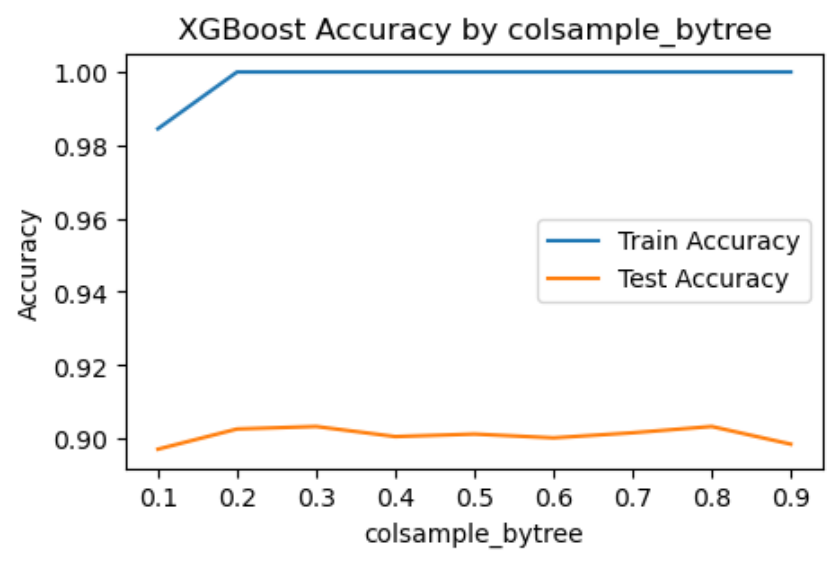 XGBoost Accuracy by colsample_bytree
1.00
0.98
0.96
0.94
0.92
0.90
Accuracy
Train Accuracy
Test Accuracy
0.1 0.2 0.3 0.4 0.5 0.6 0.7 0.8 0.9
colsample_bytree